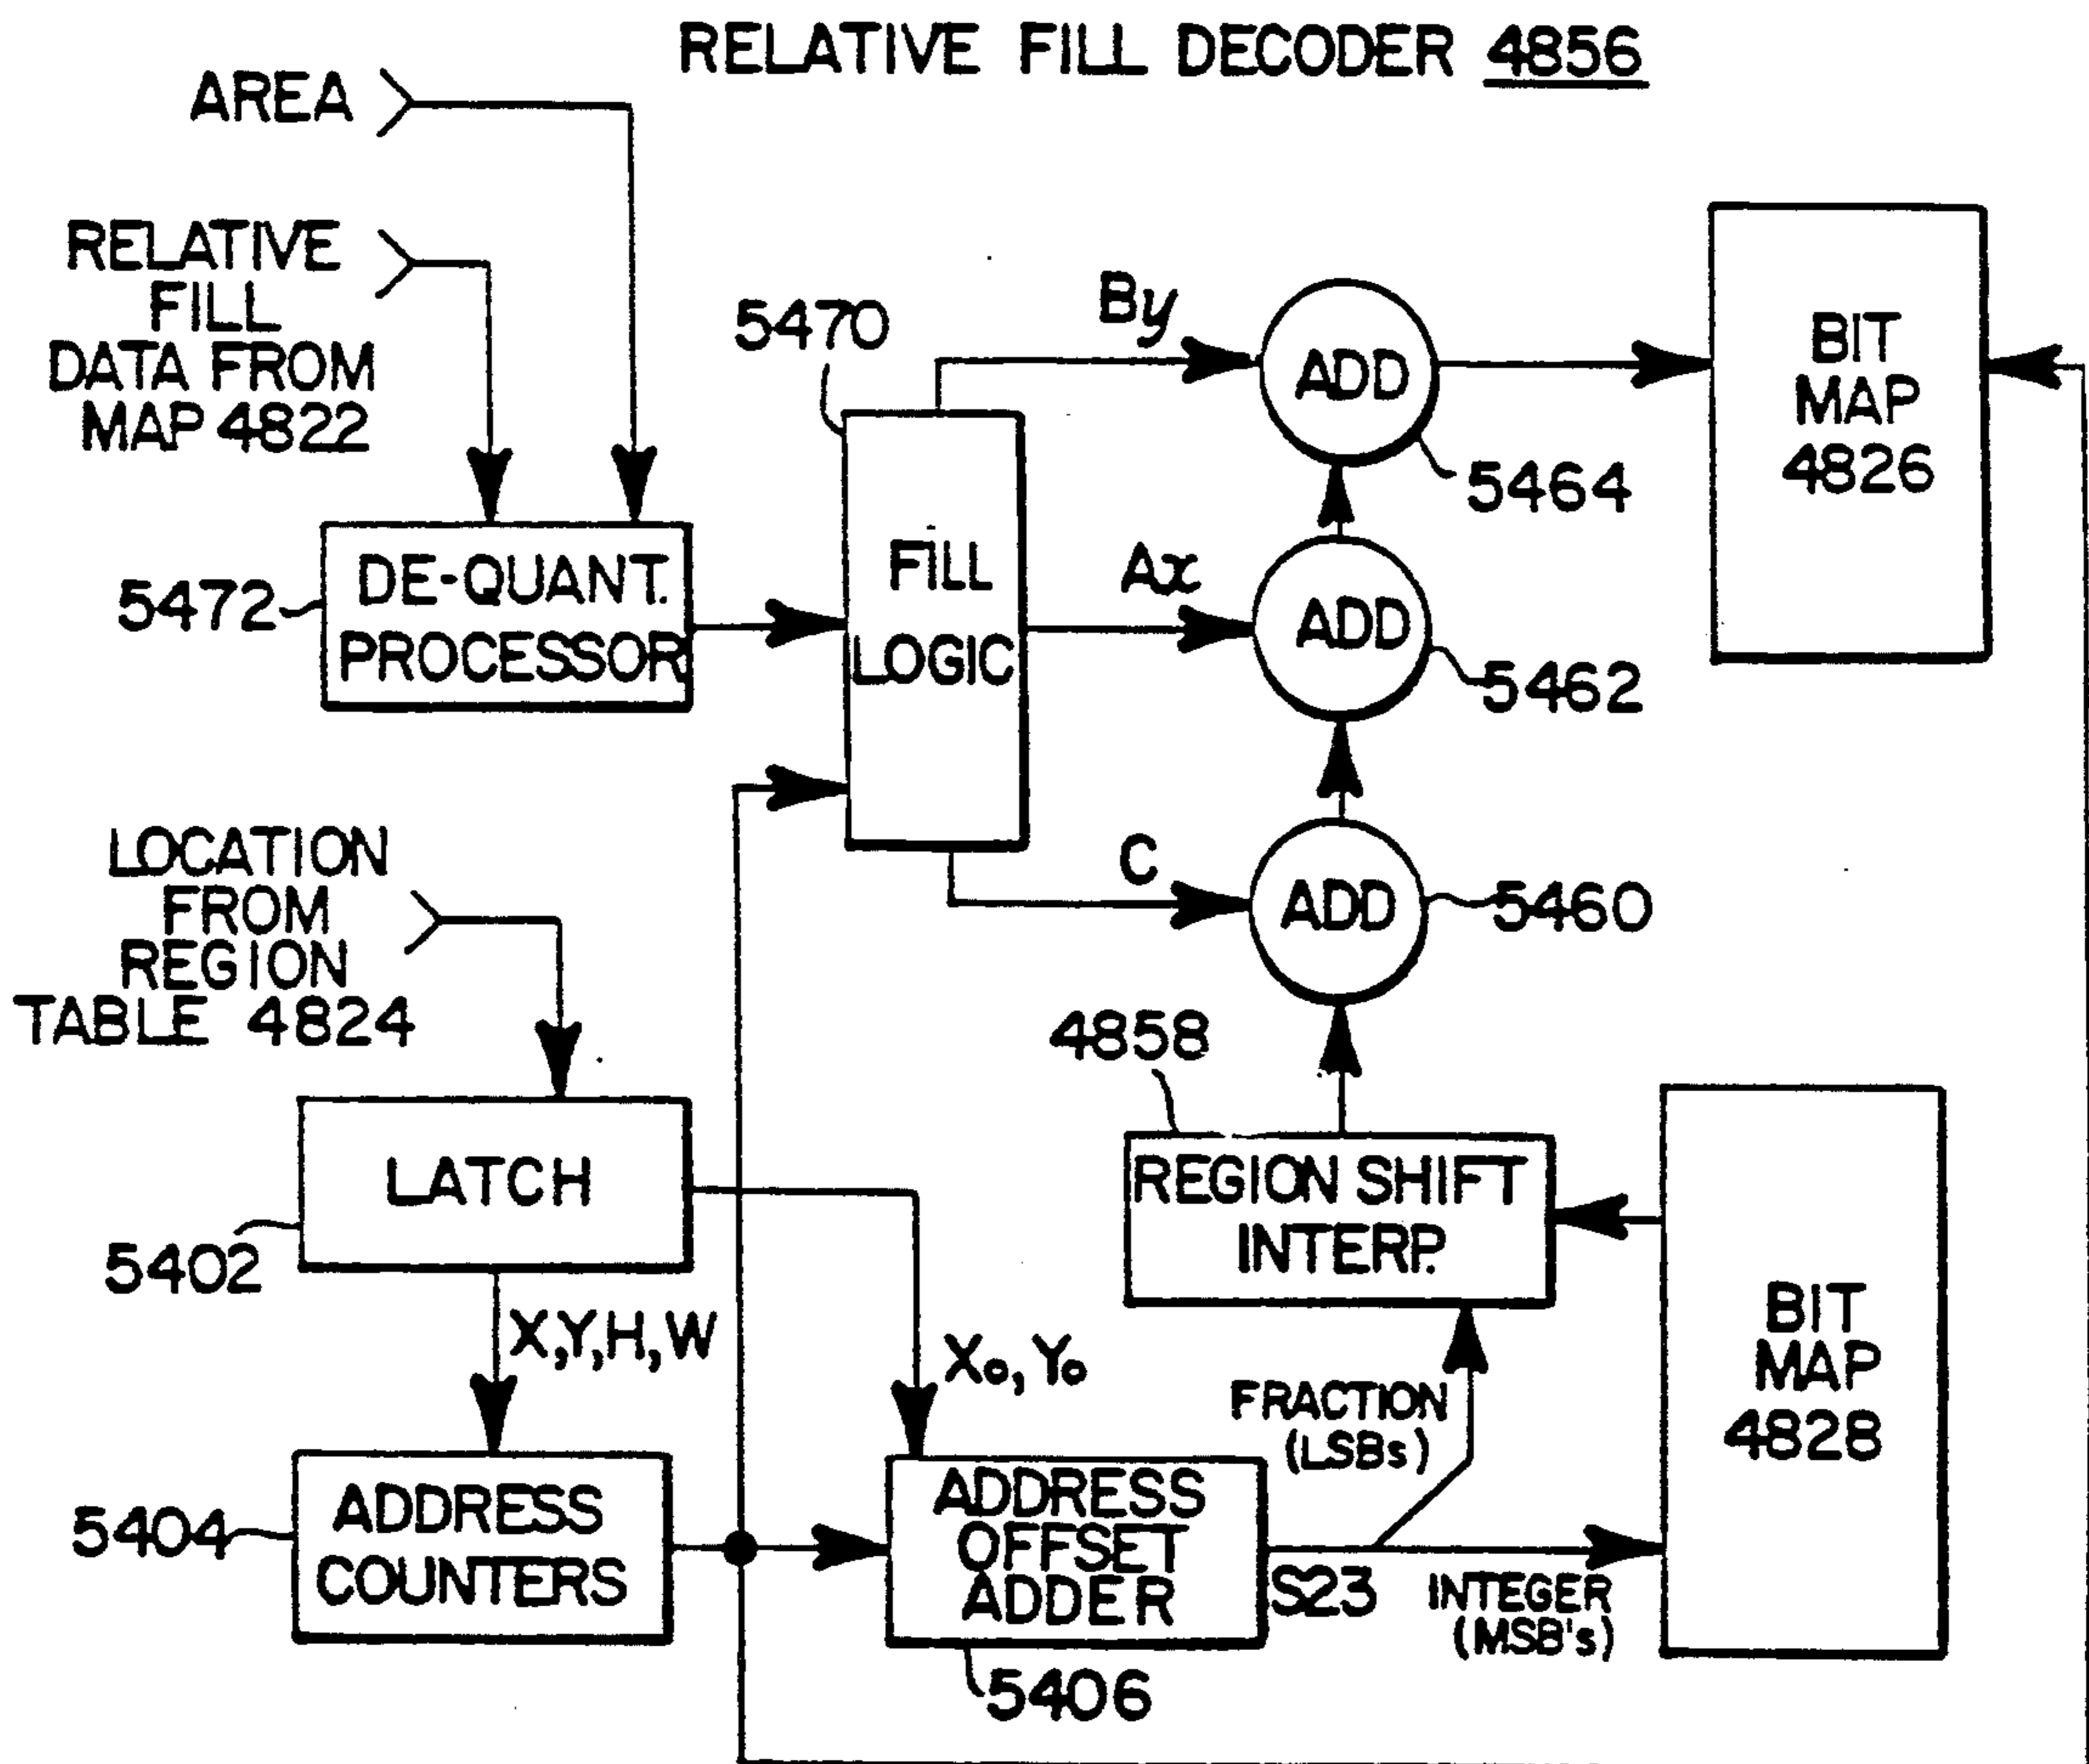 RELATIVE FILL DECODER 4856
AREA
RELATIVE
FILL
DATA FROM
MAP 4822
5470
By
ADD
BIT
MAP
4826
5464
5472
DE-QUANT.
PROCESSOR
FILL
LOGIC
Ax
ADD
5462
LOCATION
FROM
REGION
TABLE 4824
C
ADD
5460
4858
LATCH
5402
REGION SHIFT
INTERP.
BIT
MAP
4828
X,Y,H,W
Xo, Yo
FRACTION
(LSBs)
5404
ADDRESS
COUNTERS
ADDRESS
OFFSET
ADDER
S23
INTEGER
(MSB's)
5406